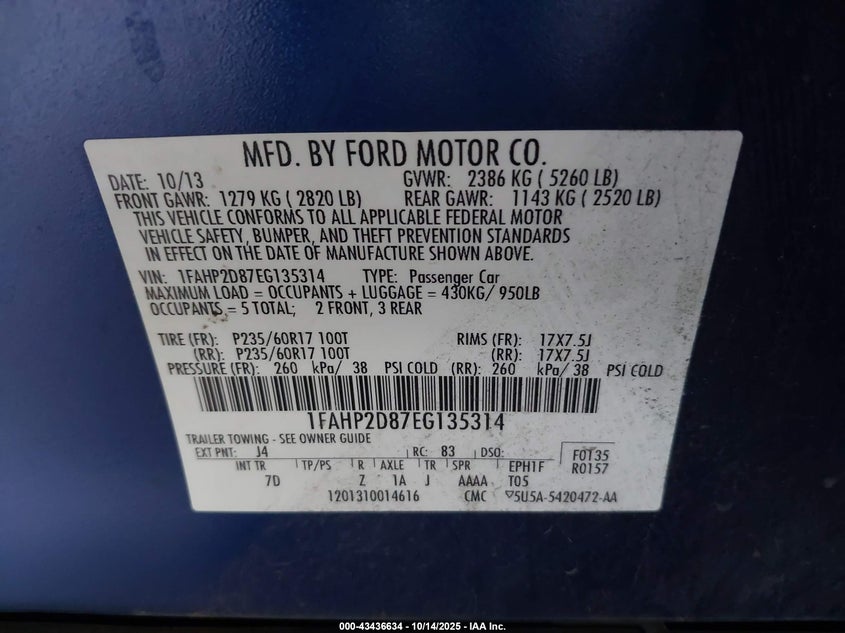 MFD. BY FORD MOTOR CO.
DATE: 10/13 GVWR: 2386 KG ( 5260 LB)
FRONT GAWR: 1279 KG ( 2820 LB) REAR GAWR: 1143 KG ( 2520 LB)
THIS VEHICLE CONFORMS TO ALL APPLICABLE FEDERAL MOTOR
VEHICLE SAFETY, BUMPER, AND THEFT PREVENTION STANDARDS
IN EFFECT ON THE DATE OF MANUFACTURE SHOWN ABOVE.
VIN: 1FAHP2D87EG135314 TYPE: Passenger Car
MAXIMUM LOAD = OCCUPANTS + LUGGAGE = 430KG/ 950LB
OCCUPANTS = 5 TOTAL: 2 FRONT, 3 REAR
TIRE (FR): P235/60R17 100T RIMS (FR): 17X7.5J
(RR): P235/60R17 100T (RR): 17X7.5J
PRESSURE (FR): 260 kPa/ 38 PSI COLD (RR): 260 kPa/ 38 PSI COLD
1FAHP2D87EG135314
TRAILER TOWING - SEE OWNER GUIDE
EXT PNT: J4 RC: 83 DSO: F0135
INT TR TP/PS R AXLE TR SPR EPH1F R0157
7D Z 1A J AAAA T05
1201310014616 CMC ▽5U5A-5420472-AA
000-43436634 | 10/14/2025 - IAA Inc.